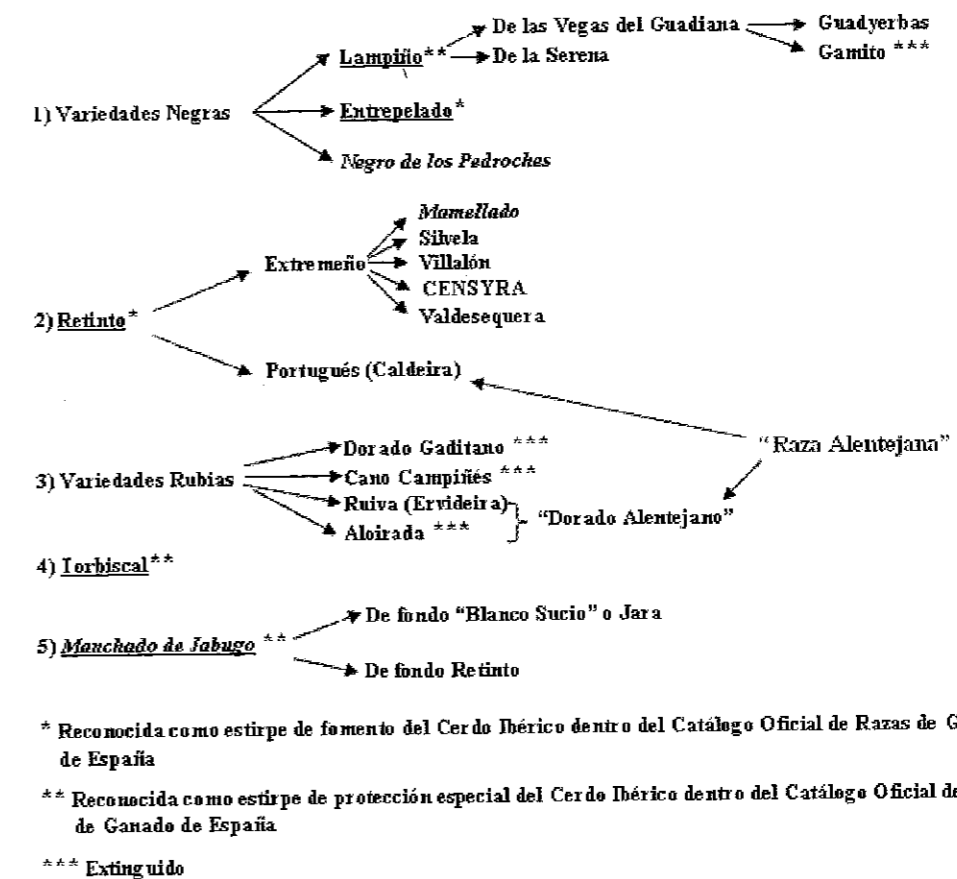 De las Vegas del Guadiana
Guadyerbas
Lampiño**
De la Serena
Gamito ***
1) Variedades Negras
Entrepelado*
Negro de los Pedroches
Mamellado
Silvela
Extremeño
Villalón
CENSYRA
Valdesequera
2) Retinto*
Portugués (Caldeira)
"Raza Alentejana"
Dorado Gaditano ***
3) Variedades Rubias
Cano Campiñés ***
Ruiva (Ervideira)
"Dorado Alentejano"
Aloirada ***
4) Torbiscal**
De fondo "Blanco Sucio" o Jara
5) Manchado de Jabugo **
De fondo Retinto
* Reconocida como estirpe de fomento del Cerdo Ibérico dentro del Catálogo Oficial de Razas de G
de España
** Reconocida como estirpe de protección especial del Cerdo Ibérico dentro del Catálogo Oficial de
de Ganado de España
*** Extinguido